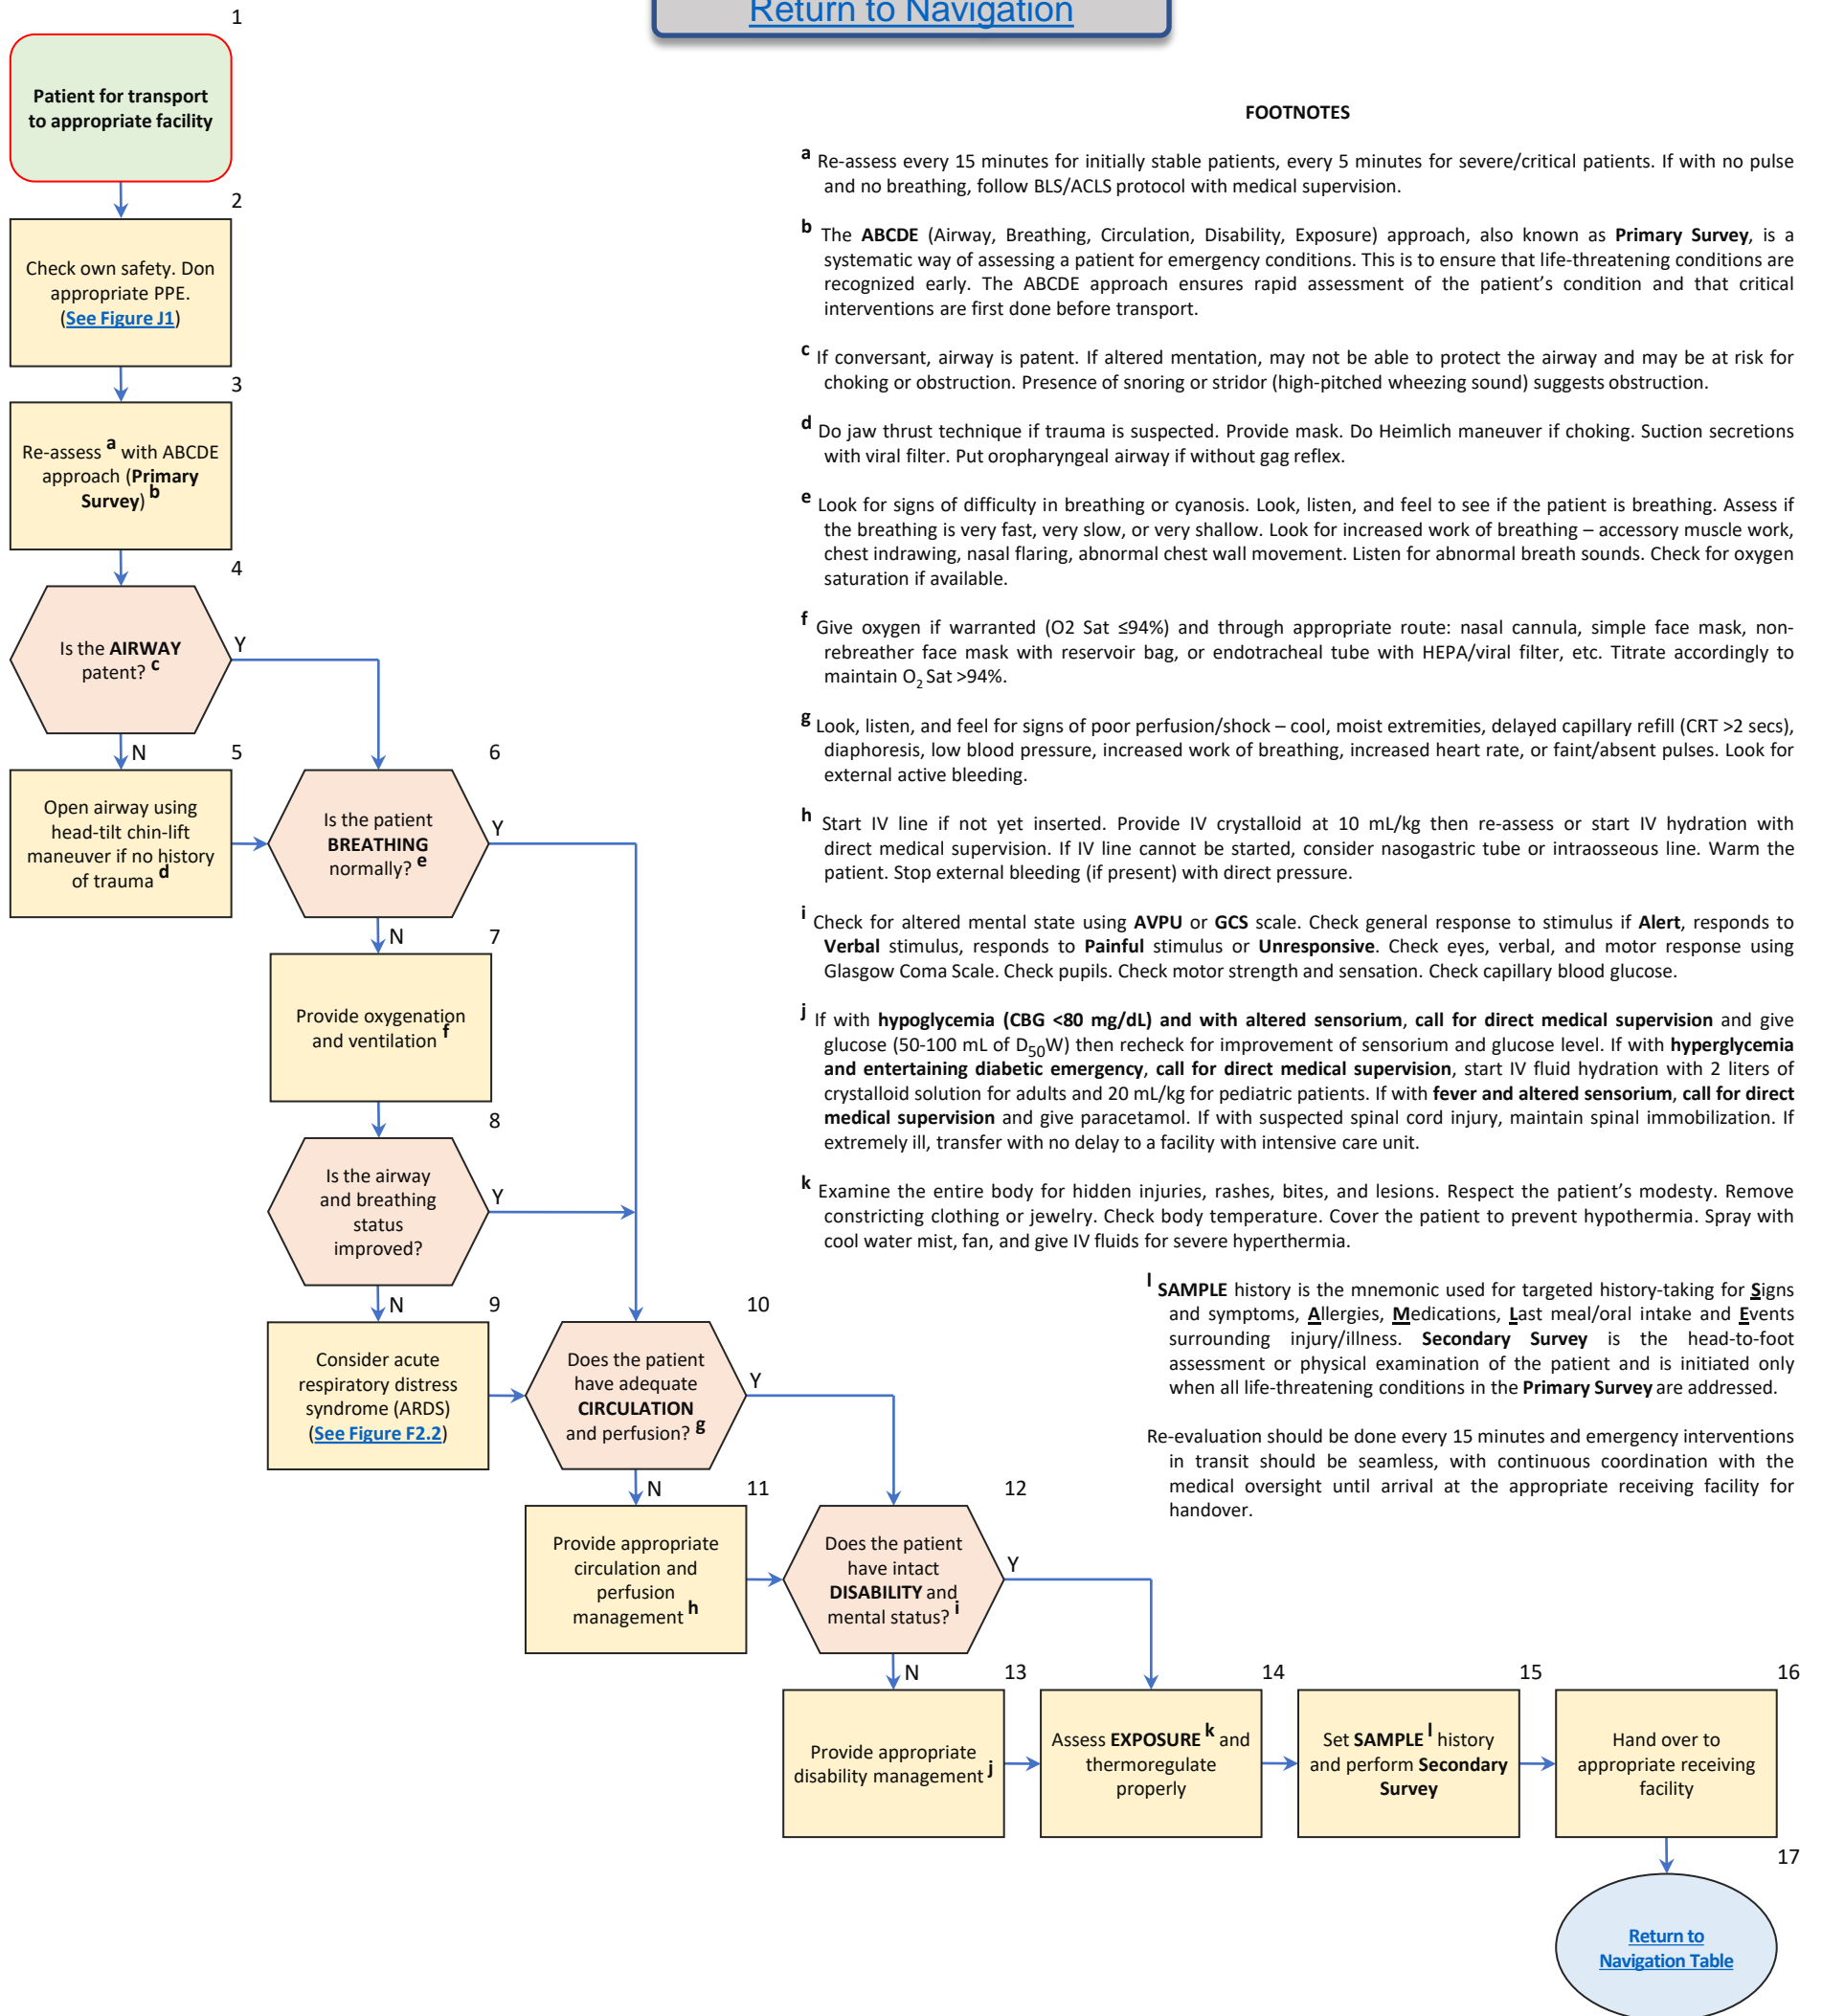 Return to Navigation
1
Patient for transport
to appropriate facility
2
Check own safety. Don
appropriate PPE.
(See Figure J1)
3
Re-assess a with ABCDE
approach (Primary
Survey) b
4
Is the AIRWAY
patent? c
Y
N
5
Open airway using
head-tilt chin-lift
maneuver if no history
of trauma d
6
Is the patient
BREATHING
normally? e
Y
N
7
Provide oxygenation
and ventilation f
8
Is the airway
and breathing
status
improved?
Y
N
9
Consider acute
respiratory distress
syndrome (ARDS)
(See Figure F2.2)
10
Does the patient
have adequate
CIRCULATION
and perfusion? g
Y
N
11
Provide appropriate
circulation and
perfusion
management h
12
Does the patient
have intact
DISABILITY and
mental status? i
Y
N
13
Provide appropriate
disability management j
14
Assess EXPOSURE k and
thermoregulate
properly
15
Set SAMPLE l history
and perform Secondary
Survey
16
Hand over to
appropriate receiving
facility
17
Return to
Navigation Table
FOOTNOTES
a Re-assess every 15 minutes for initially stable patients, every 5 minutes for severe/critical patients. If with no pulse
and no breathing, follow BLS/ACLS protocol with medical supervision.
b The ABCDE (Airway, Breathing, Circulation, Disability, Exposure) approach, also known as Primary Survey, is a
systematic way of assessing a patient for emergency conditions. This is to ensure that life-threatening conditions are
recognized early. The ABCDE approach ensures rapid assessment of the patient's condition and that critical
interventions are first done before transport.
c If conversant, airway is patent. If altered mentation, may not be able to protect the airway and may be at risk for
choking or obstruction. Presence of snoring or stridor (high-pitched wheezing sound) suggests obstruction.
d Do jaw thrust technique if trauma is suspected. Provide mask. Do Heimlich maneuver if choking. Suction secretions
with viral filter. Put oropharyngeal airway if without gag reflex.
e Look for signs of difficulty in breathing or cyanosis. Look, listen, and feel to see if the patient is breathing. Assess if
the breathing is very fast, very slow, or very shallow. Look for increased work of breathing – accessory muscle work,
chest indrawing, nasal flaring, abnormal chest wall movement. Listen for abnormal breath sounds. Check for oxygen
saturation if available.
f Give oxygen if warranted (O2 Sat ≤94%) and through appropriate route: nasal cannula, simple face mask, non-
rebreather face mask with reservoir bag, or endotracheal tube with HEPA/viral filter, etc. Titrate accordingly to
maintain O2 Sat >94%.
g Look, listen, and feel for signs of poor perfusion/shock – cool, moist extremities, delayed capillary refill (CRT >2 secs),
diaphoresis, low blood pressure, increased work of breathing, increased heart rate, or faint/absent pulses. Look for
external active bleeding.
h Start IV line if not yet inserted. Provide IV crystalloid at 10 mL/kg then re-assess or start IV hydration with
direct medical supervision. If IV line cannot be started, consider nasogastric tube or intraosseous line. Warm the
patient. Stop external bleeding (if present) with direct pressure.
i Check for altered mental state using AVPU or GCS scale. Check general response to stimulus if Alert, responds to
Verbal stimulus, responds to Painful stimulus or Unresponsive. Check eyes, verbal, and motor response using
Glasgow Coma Scale. Check pupils. Check motor strength and sensation. Check capillary blood glucose.
j If with hypoglycemia (CBG <80 mg/dL) and with altered sensorium, call for direct medical supervision and give
glucose (50-100 mL of D50W) then recheck for improvement of sensorium and glucose level. If with hyperglycemia
and entertaining diabetic emergency, call for direct medical supervision, start IV fluid hydration with 2 liters of
crystalloid solution for adults and 20 mL/kg for pediatric patients. If with fever and altered sensorium, call for direct
medical supervision and give paracetamol. If with suspected spinal cord injury, maintain spinal immobilization. If
extremely ill, transfer with no delay to a facility with intensive care unit.
k Examine the entire body for hidden injuries, rashes, bites, and lesions. Respect the patient's modesty. Remove
constricting clothing or jewelry. Check body temperature. Cover the patient to prevent hypothermia. Spray with
cool water mist, fan, and give IV fluids for severe hyperthermia.
l SAMPLE history is the mnemonic used for targeted history-taking for Signs
and symptoms, Allergies, Medications, Last meal/oral intake and Events
surrounding injury/illness. Secondary Survey is the head-to-foot
assessment or physical examination of the patient and is initiated only
when all life-threatening conditions in the Primary Survey are addressed.
Re-evaluation should be done every 15 minutes and emergency interventions
in transit should be seamless, with continuous coordination with the
medical oversight until arrival at the appropriate receiving facility for
handover.